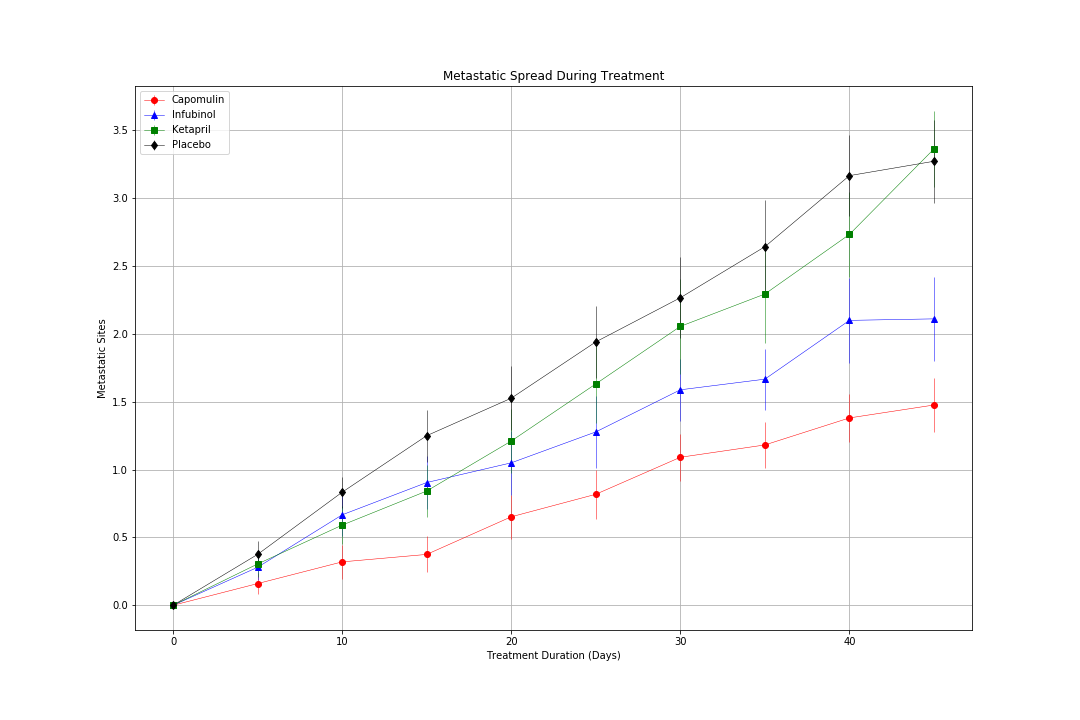 Metastatic Spread During Treatment
Capomulin
Infubinol
Ketapril
Placebo
Metastatic Sites
3.5
3.0
2.5
2.0
1.5
1.0
0.5
0.0
0 10 20 30 40
Treatment Duration (Days)